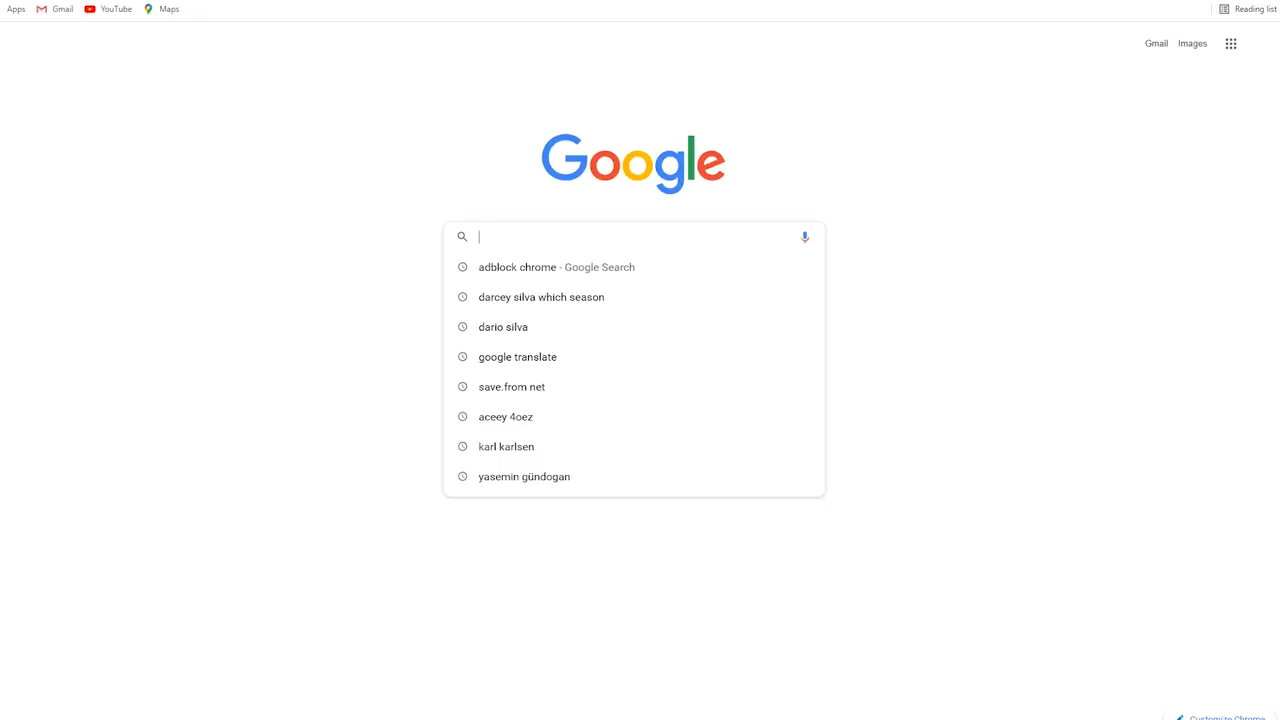 Apps Gmail YouTube Maps Reading list
Gmail Images
Google
adblock chrome - Google Search
darcey silva which season
dario silva
google translate
save.from net
aceey 4oez
karl karlsen
yasemin gündogan
Customize Chrome